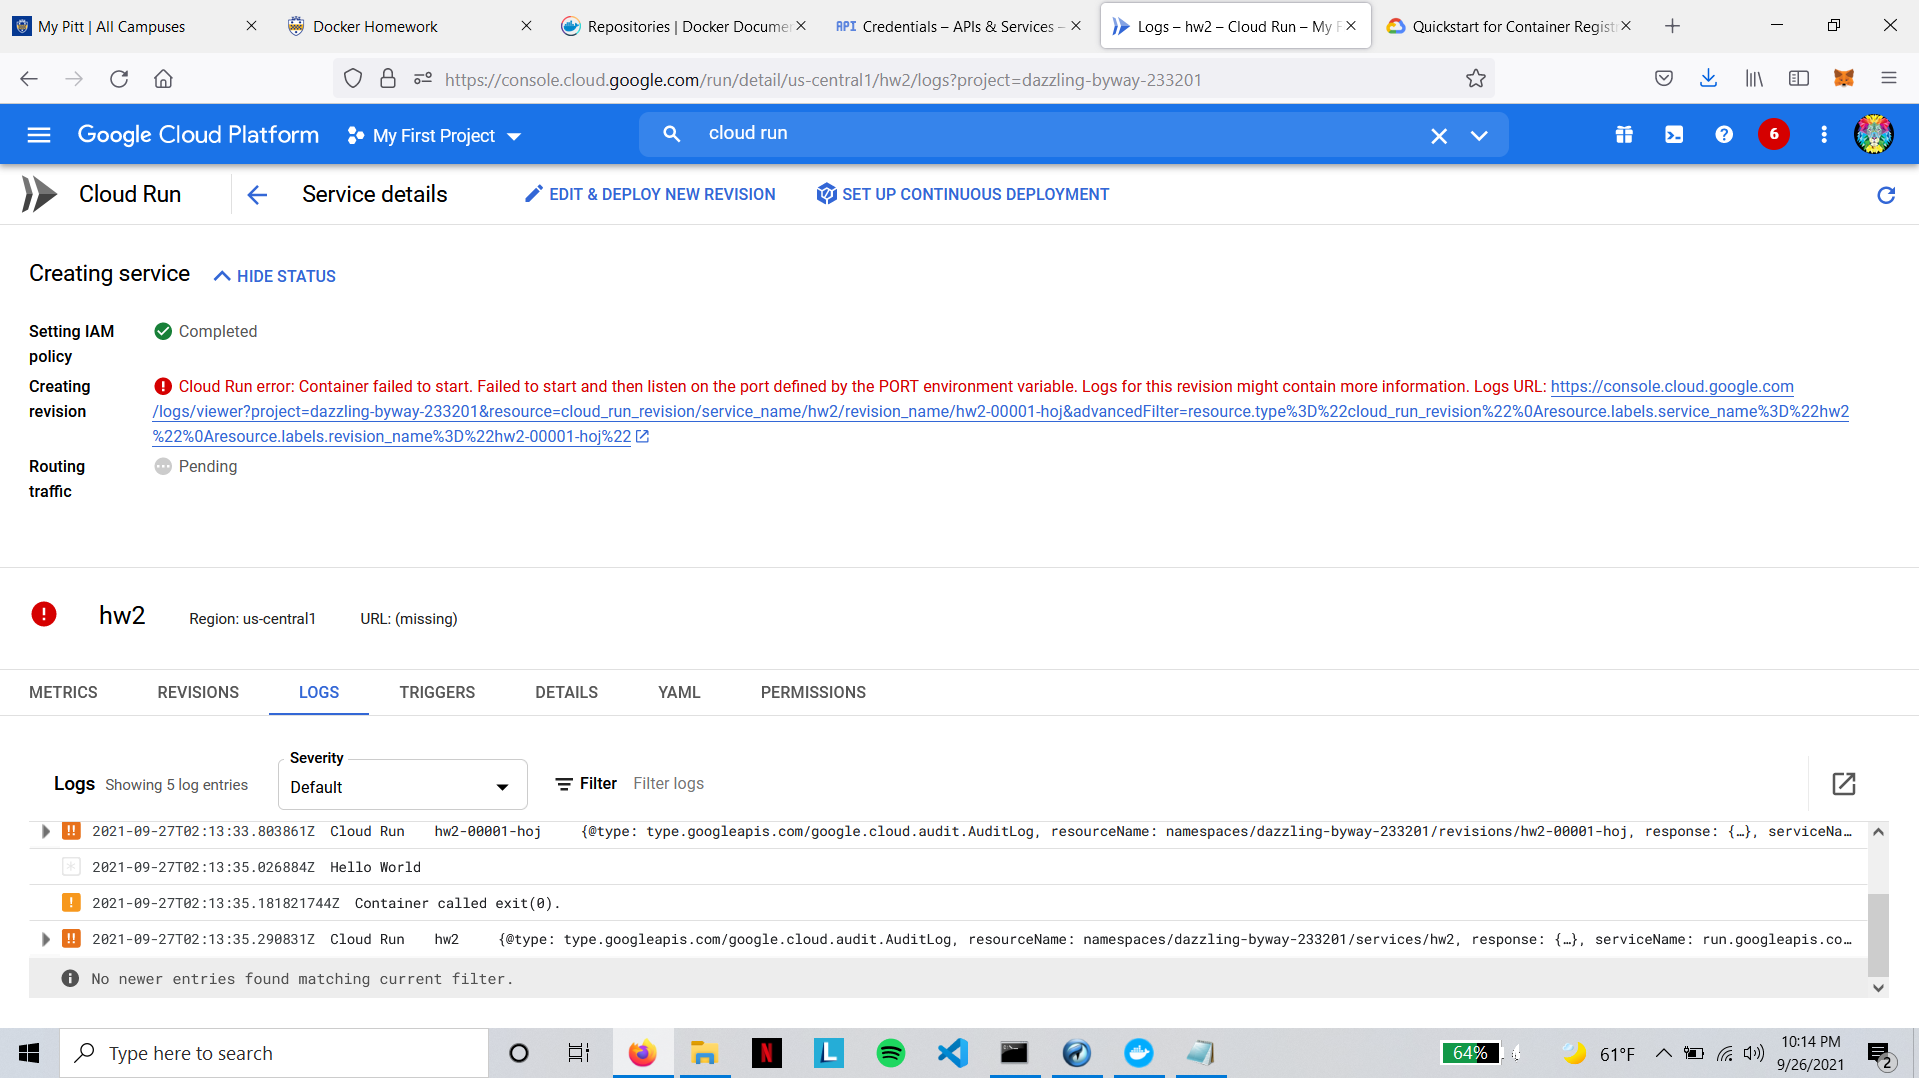 My Pitt | All Campuses
Docker Homework
Repositories | Docker Documen
API Credentials – APIs & Services –
Logs – hw2 – Cloud Run – My F
Quickstart for Container Registr
https://console.cloud.google.com/run/detail/us-central1/hw2/logs?project=dazzling-byway-233201
Google Cloud Platform
My First Project
cloud run
6
Cloud Run
Service details
EDIT & DEPLOY NEW REVISION
SET UP CONTINUOUS DEPLOYMENT
Creating service
HIDE STATUS
Setting IAM
policy
Completed
Creating
revision
Cloud Run error: Container failed to start. Failed to start and then listen on the port defined by the PORT environment variable. Logs for this revision might contain more information. Logs URL: https://console.cloud.google.com
/logs/viewer?project=dazzling-byway-233201&resource=cloud_run_revision/service_name/hw2/revision_name/hw2-00001-hoj&advancedFilter=resource.type%3D%22cloud_run_revision%22%0Aresource.labels.service_name%3D%22hw2
%22%0Aresource.labels.revision_name%3D%22hw2-00001-hoj%22
Routing
traffic
Pending
hw2
Region: us-central1
URL: (missing)
METRICS
REVISIONS
LOGS
TRIGGERS
DETAILS
YAML
PERMISSIONS
Logs
Showing 5 log entries
Severity
Default
Filter
Filter logs
2021-09-27T02:13:33.803861Z Cloud Run hw2-00001-hoj {@type: type.googleapis.com/google.cloud.audit.AuditLog, resourceName: namespaces/dazzling-byway-233201/revisions/hw2-00001-hoj, response: {…}, serviceNa…
2021-09-27T02:13:35.026884Z Hello World
2021-09-27T02:13:35.181821744Z Container called exit(0).
2021-09-27T02:13:35.290831Z Cloud Run hw2 {@type: type.googleapis.com/google.cloud.audit.AuditLog, resourceName: namespaces/dazzling-byway-233201/services/hw2, response: {…}, serviceName: run.googleapis.co…
No newer entries found matching current filter.
Type here to search
N
L
64%
61°F
10:14 PM
9/26/2021
2